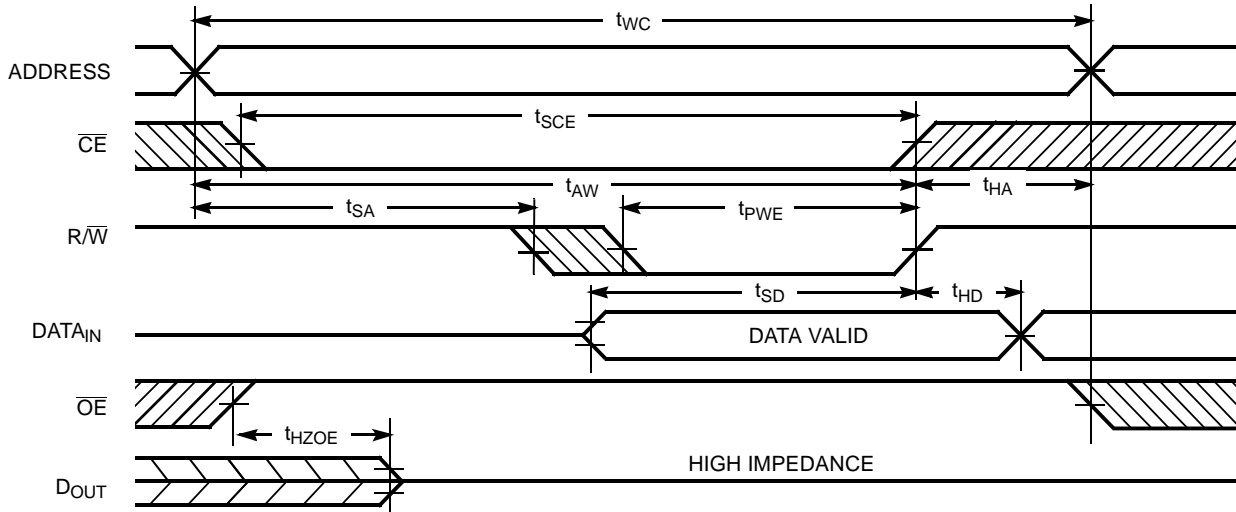 tWC
ADDRESS
tSCE
CE
tAW
tHA
tSA
tPWE
R/W
tSD
tHD
DATAIN
DATA VALID
OE
tHZOE
HIGH IMPEDANCE
DOUT